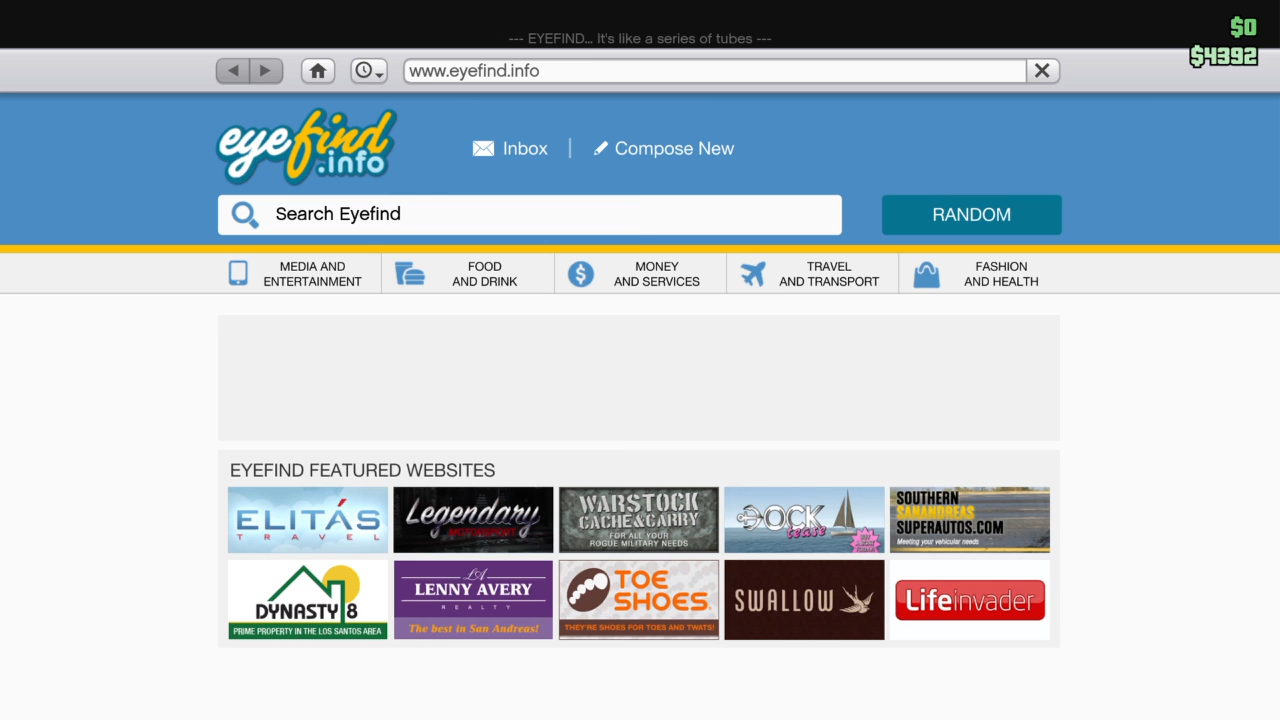 $0
--- EYEFIND... It's like a series of tubes ---
$4392
www.eyefind.info
eyefind
.info
Inbox
Compose New
Search Eyefind
RANDOM
MEDIA AND
ENTERTAINMENT
FOOD
AND DRINK
MONEY
AND SERVICES
TRAVEL
AND TRANSPORT
FASHION
AND HEALTH
EYEFIND FEATURED WEBSITES
ELITÁS
TRAVEL
Legendary
MOTORSPORT
WARSTOCK
CACHE&CARRY
FOR ALL YOUR
ROGUE MILITARY NEEDS
DOCK
tease
SOUTHERN
SANANDREAS
SUPERAUTOS.COM
Meeting your vehicular needs
DYNASTY 8
PRIME PROPERTY IN THE LOS SANTOS AREA
LA
LENNY AVERY
REALTY
The best in San Andreas!
TOE
SHOES
THEY'RE SHOES FOR TOES AND TWATS!
SWALLOW
Lifeinvader